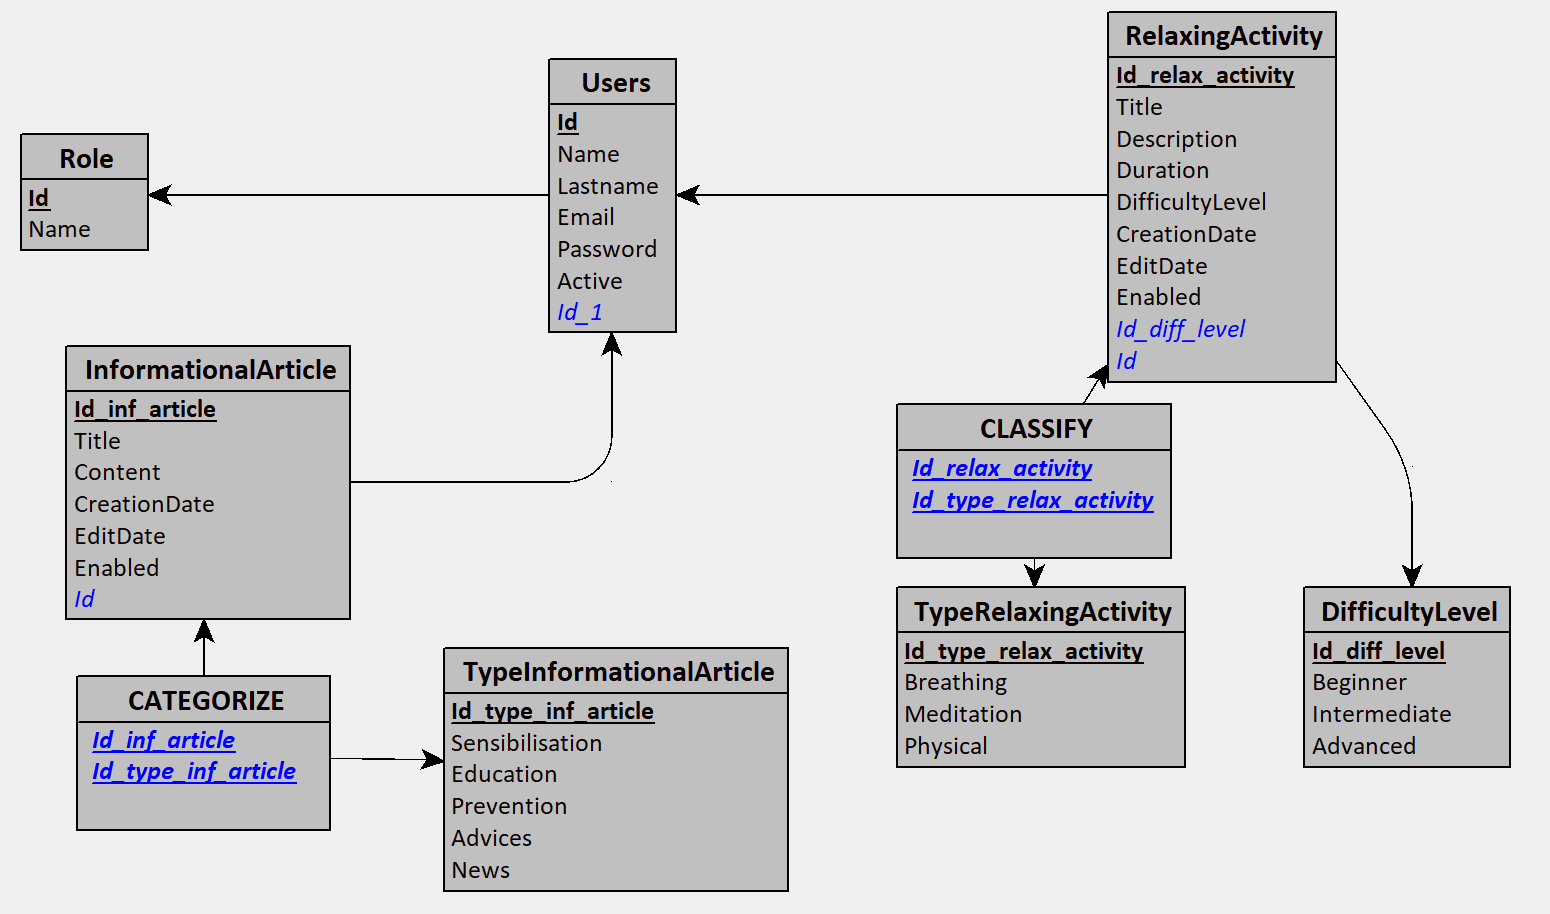 Role
Id
Name
Users
Id
Name
Lastname
Email
Password
Active
Id_1
RelaxingActivity
Id_relax_activity
Title
Description
Duration
DifficultyLevel
CreationDate
EditDate
Enabled
Id_diff_level
Id
InformationalArticle
Id_inf_article
Title
Content
CreationDate
EditDate
Enabled
Id
CLASSIFY
Id_relax_activity
Id_type_relax_activity
TypeRelaxingActivity
Id_type_relax_activity
Breathing
Meditation
Physical
DifficultyLevel
Id_diff_level
Beginner
Intermediate
Advanced
CATEGORIZE
Id_inf_article
Id_type_inf_article
TypeInformationalArticle
Id_type_inf_article
Sensibilisation
Education
Prevention
Advices
News